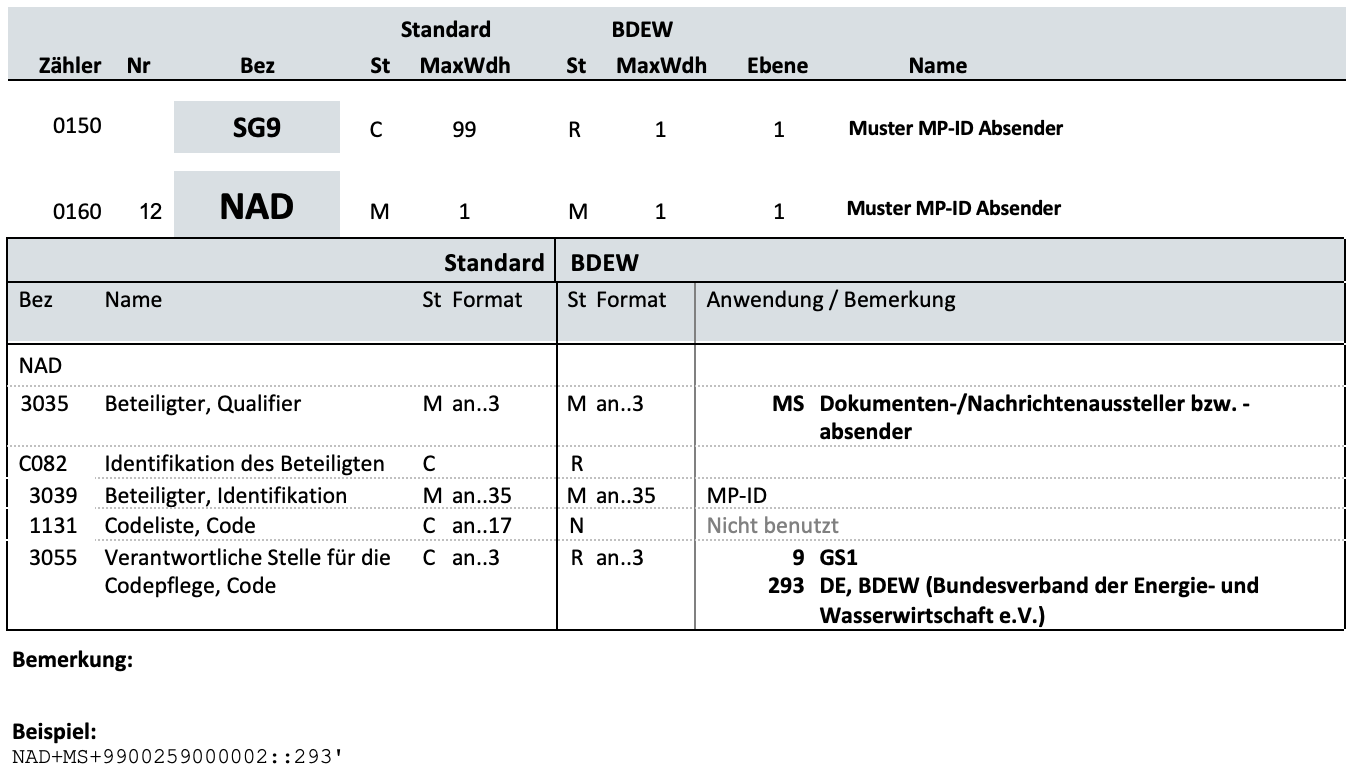 Standard BDEW
Zähler Nr Bez St MaxWdh St MaxWdh Ebene Name
0150 SG9 C 99 R 1 1 Muster MP-ID Absender
0160 12 NAD M 1 M 1 1 Muster MP-ID Absender
Standard BDEW
Bez Name St Format St Format Anwendung / Bemerkung
NAD
3035 Beteiligter, Qualifier M an..3 M an..3 MS Dokumenten-/Nachrichtenaussteller bzw. -
absender
C082 Identifikation des Beteiligten C R
3039 Beteiligter, Identifikation M an..35 M an..35 MP-ID
1131 Codeliste, Code C an..17 N Nicht benutzt
3055 Verantwortliche Stelle für die C an..3 R an..3 9 GS1
Codepflege, Code 293 DE, BDEW (Bundesverband der Energie- und
Wasserwirtschaft e.V.)
Bemerkung:
Beispiel:
NAD+MS+9900259000002::293'